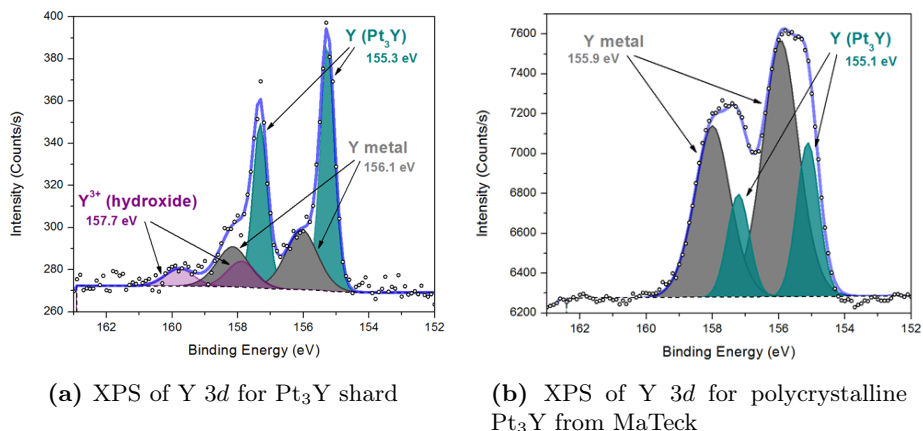 (a)
400
380
360
340
320
300
280
260
Intensity (Counts/s)
Y (Pt₃Y)
155.3 eV
Y metal
156.1 eV
Y³⁺ (hydroxide)
157.7 eV
162 160 158 156 154 152
Binding Energy (eV)
(b)
7600
7400
7200
7000
6800
6600
6400
6200
Intensity (Counts/s)
Y metal
155.9 eV
Y (Pt₃Y)
155.1 eV
162 160 158 156 154 152
Binding Energy (eV)
(a) XPS of Y 3d for Pt₃Y shard
(b) XPS of Y 3d for polycrystalline
Pt₃Y from MaTeck